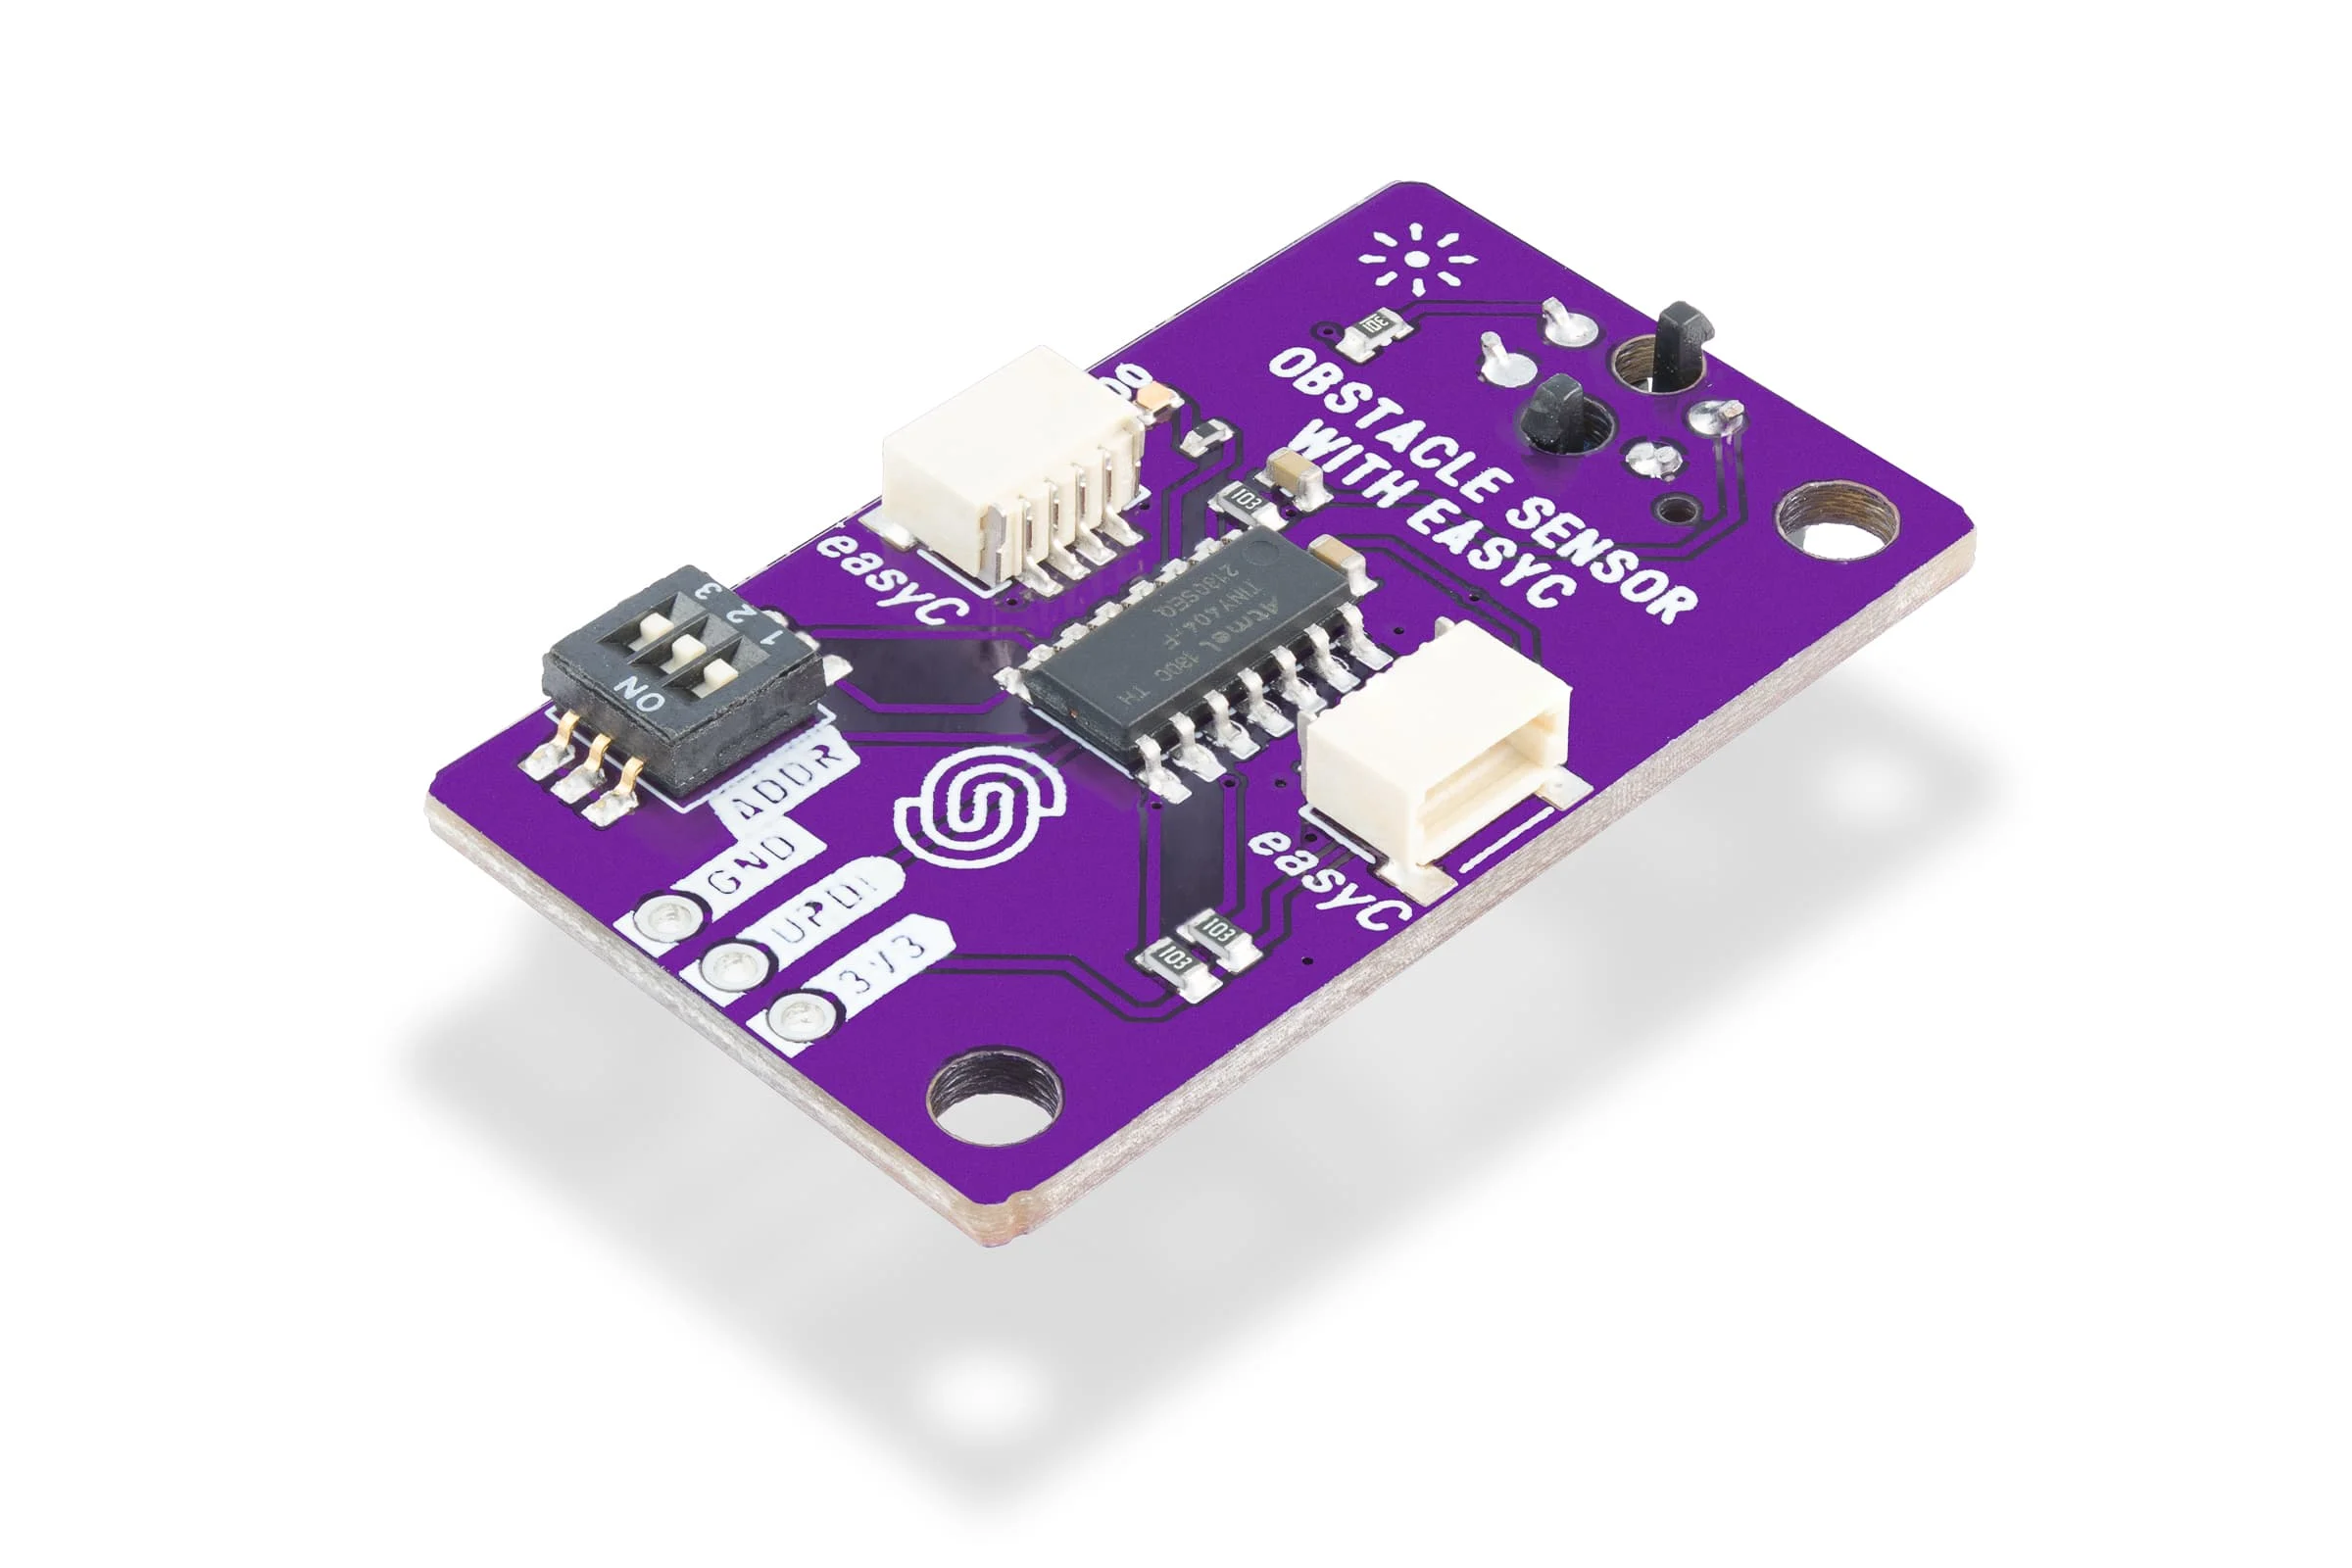 OBSTACLE SENSOR
WITH EASYC
103
103
easyC
Atmel
TINY404-F
1 2 3
ON
ADDR
GND
UPDI
3V3
easyC
103
103